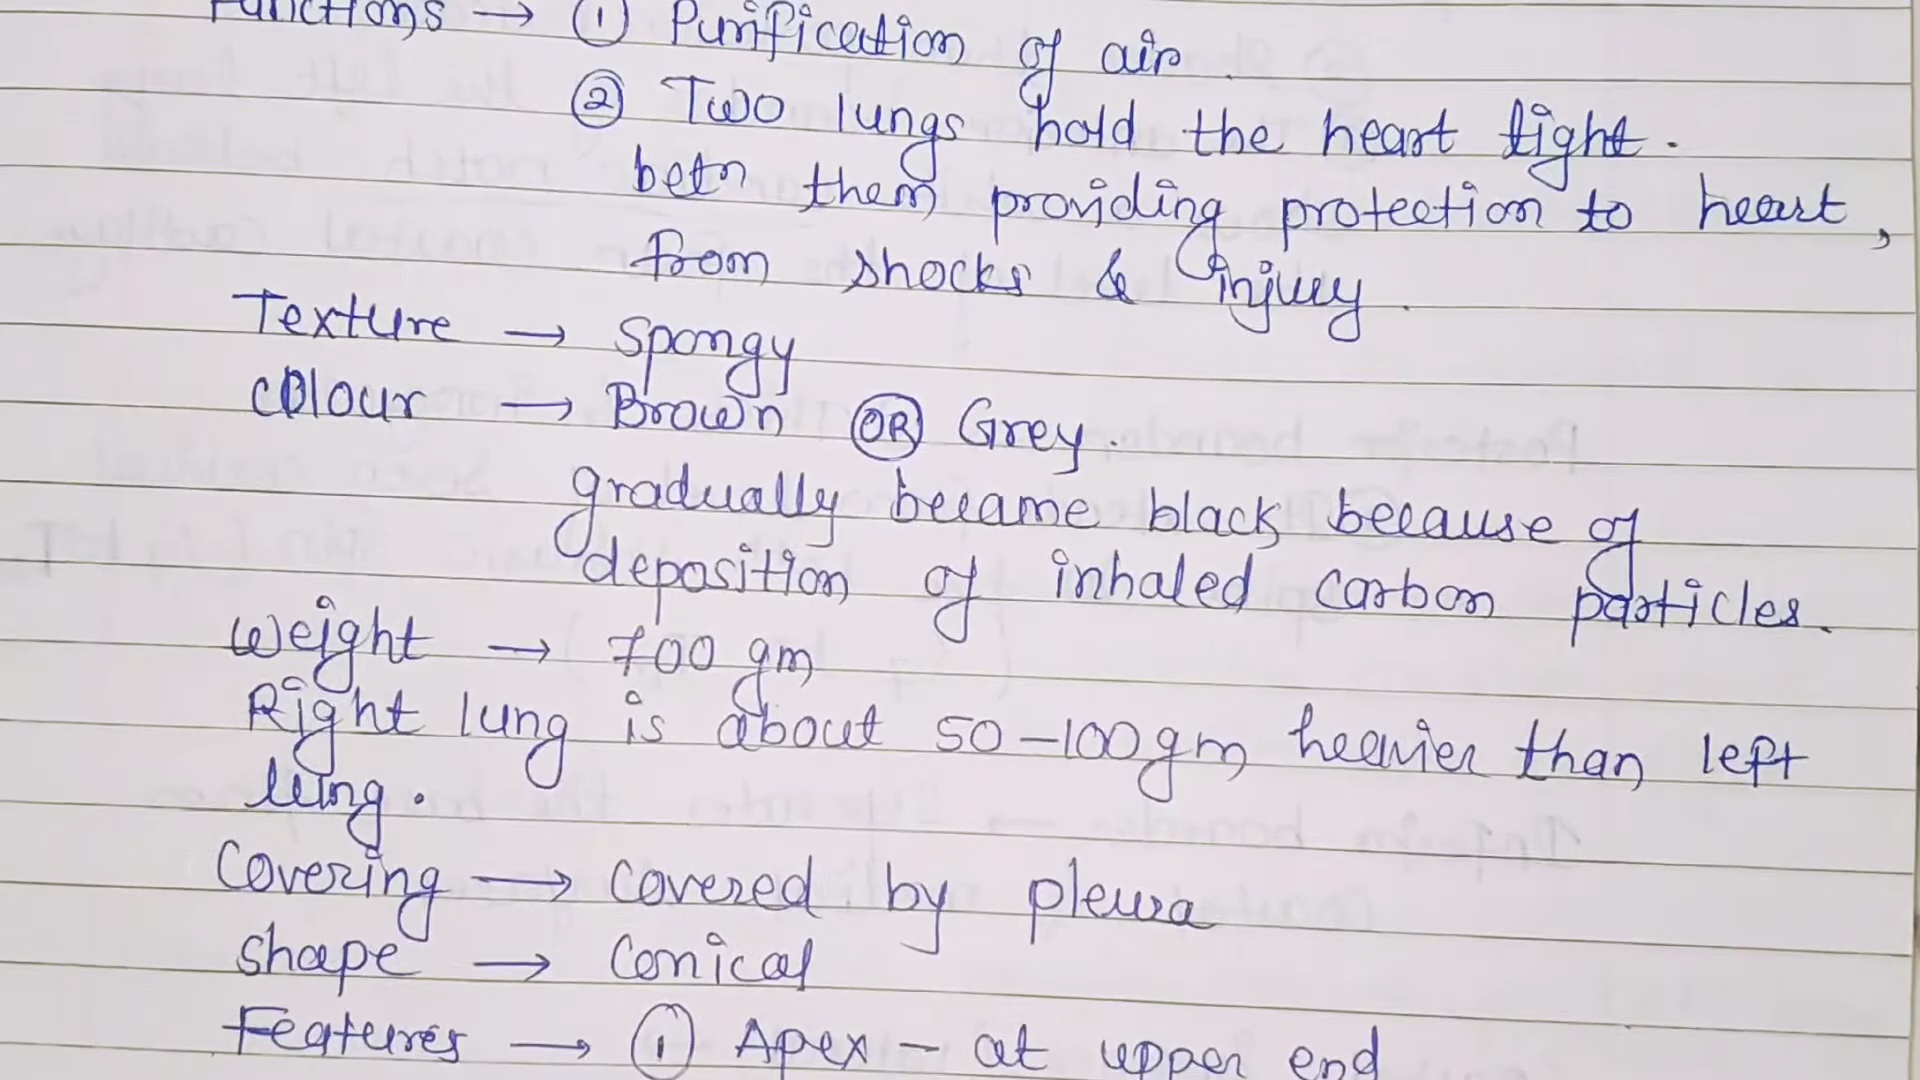 Functions → ① Purification of air.
② Two lungs hold the heart tight.
betn them providing protection to heart,
from shocks & injury.
Texture → Spongy
colour → Brown OR Grey.
gradually became black because of
deposition of inhaled carbon particles.
Weight → 700 gm
Right lung is about 50-100gm heavier than left
lung.
Covering → covered by pleura
Shape → Conical
Features → ① Apex - at upper end